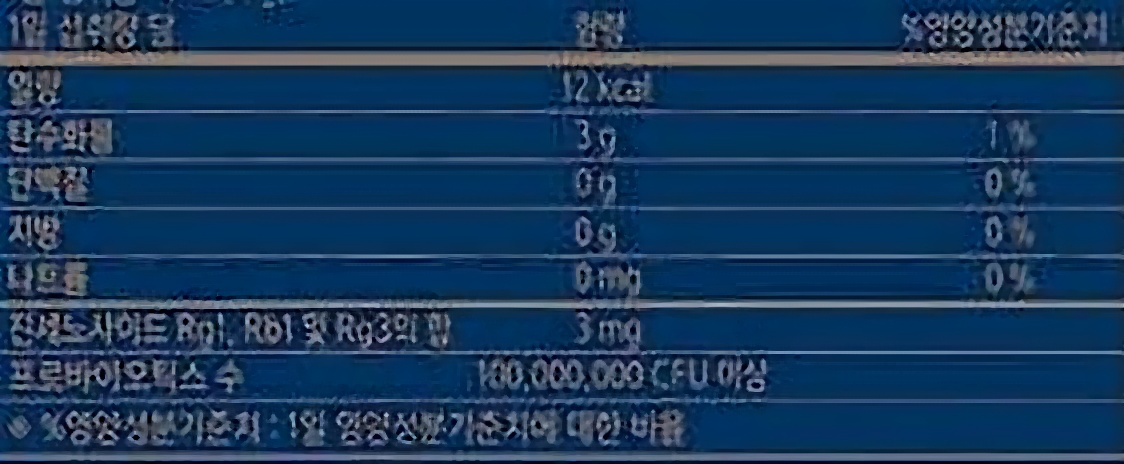 1일 섭취량 당 함량 %영양성분기준치
열량 12 kcal
탄수화물 3 g 1 %
단백질 0 g 0 %
지방 0 g 0 %
나트륨 0 mg 0 %
진세노사이드 Rg1, Rb1 및 Rg3의 합 3 mg
프로바이오틱스 수 100,000,000 CFU 이상
※ %영양성분기준치 : 1일 영양성분기준치에 대한 비율